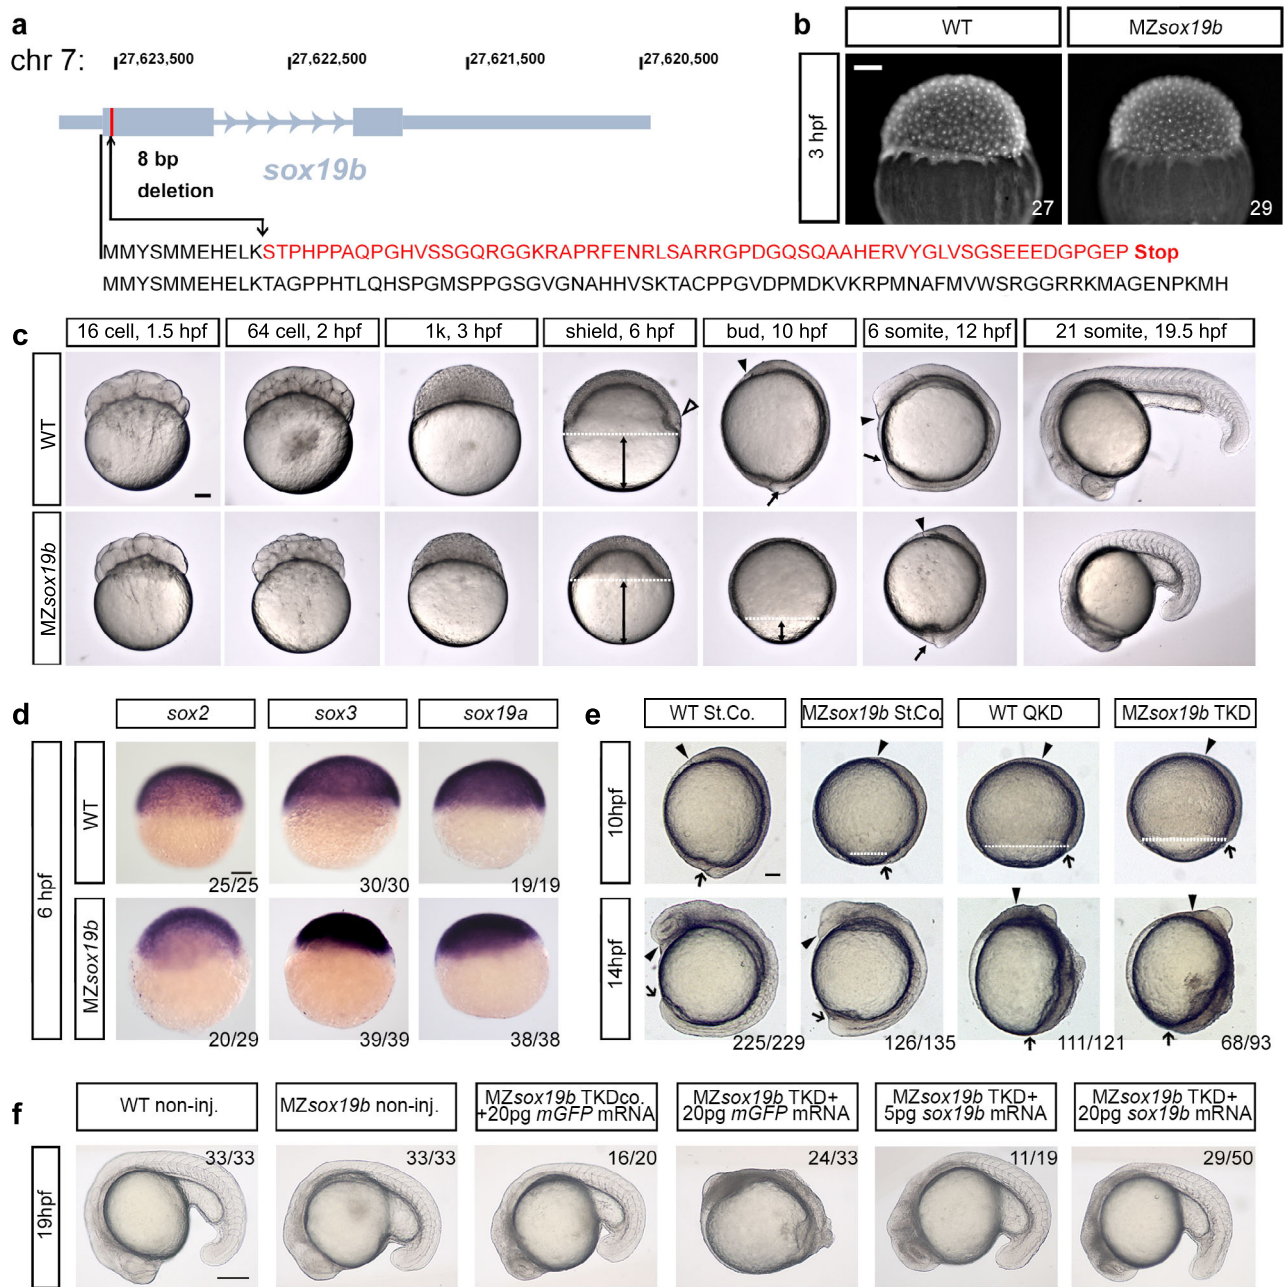 a
chr 7:
27,623,500
27,622,500
27,621,500
27,620,500
8 bp
deletion
sox19b
MMYSMMEHELKSTPHPPAQPGHVSSGQRGGKRAPRFENRLSARRGPDGQSQAAHERVYGLVSGSEEEDGPGEP Stop
MMYSMMEHELKTAGPPHTLQHSPGMSPPGSGVGNAHHVSKTACPPGVDPMDKVKRPMNAFMVWSRGGRRKMAGENPKMH
b
WT
MZsox19b
3 hpf
27
29
c
16 cell, 1.5 hpf
64 cell, 2 hpf
1k, 3 hpf
shield, 6 hpf
bud, 10 hpf
6 somite, 12 hpf
21 somite, 19.5 hpf
WT
MZsox19b
d
sox2
sox3
sox19a
6 hpf
WT
25/25
30/30
19/19
MZsox19b
20/29
39/39
38/38
e
WT St.Co.
MZsox19b St.Co.
WT QKD
MZsox19b TKD
10hpf
14hpf
225/229
126/135
111/121
68/93
f
WT non-inj.
MZsox19b non-inj.
MZsox19b TKDco.
+20pg mGFP mRNA
MZsox19b TKD+
20pg mGFP mRNA
MZsox19b TKD+
5pg sox19b mRNA
MZsox19b TKD+
20pg sox19b mRNA
19hpf
33/33
33/33
16/20
24/33
11/19
29/50